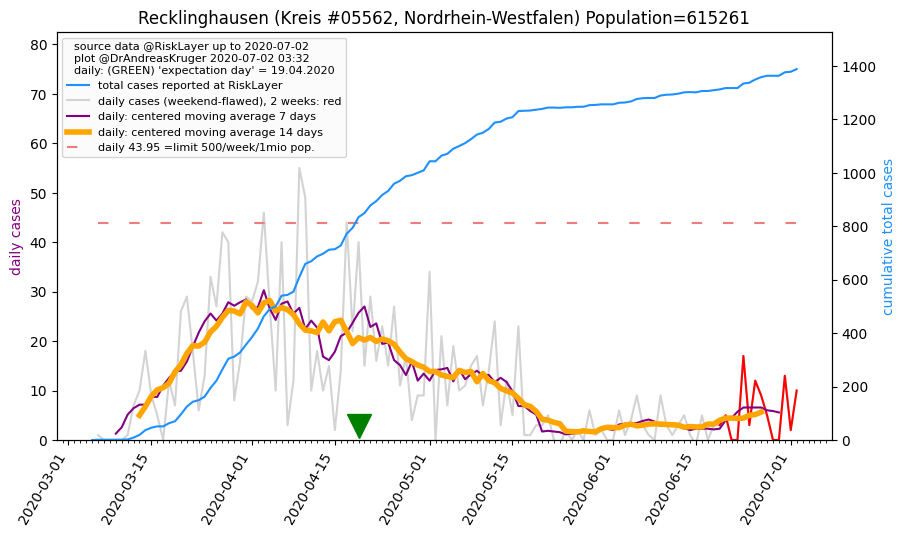 Recklinghausen (Kreis #05562, Nordrhein-Westfalen) Population=615261
source data @RiskLayer up to 2020-07-02
plot @DrAndreasKruger 2020-07-02 03:32
daily: (GREEN) 'expectation day' = 19.04.2020
total cases reported at RiskLayer
daily cases (weekend-flawed), 2 weeks: red
daily: centered moving average 7 days
daily: centered moving average 14 days
daily 43.95 =limit 500/week/1mio pop.
daily cases
80
70
60
50
40
30
20
10
0
cumulative total cases
1400
1200
1000
800
600
400
200
0
2020-03-01
2020-03-15
2020-04-01
2020-04-15
2020-05-01
2020-05-15
2020-06-01
2020-06-15
2020-07-01